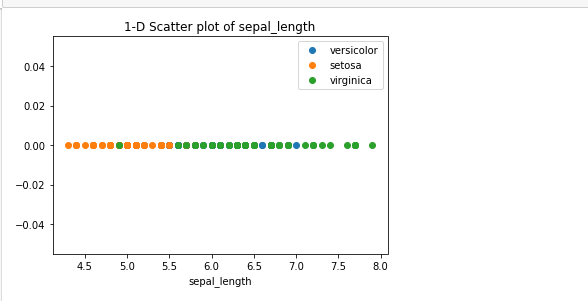 1-D Scatter plot of sepal_length
versicolor
setosa
virginica
0.04
0.02
0.00
−0.02
−0.04
4.5 5.0 5.5 6.0 6.5 7.0 7.5 8.0
sepal_length